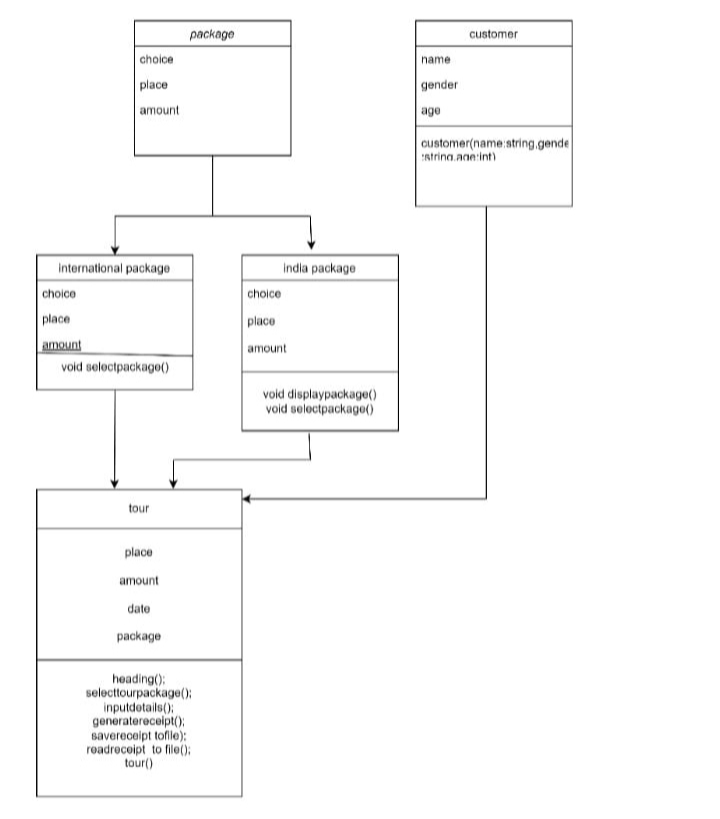 package
choice
place
amount
customer
name
gender
age
customer(name:string,gende
:string,age:int)
international package
choice
place
amount
void selectpackage()
india package
choice
place
amount
void displaypackage()
void selectpackage()
tour
place
amount
date
package
heading();
selecttourpackage();
inputdetails();
generatereceipt();
savereceipt tofile);
readreceipt to file();
tour()